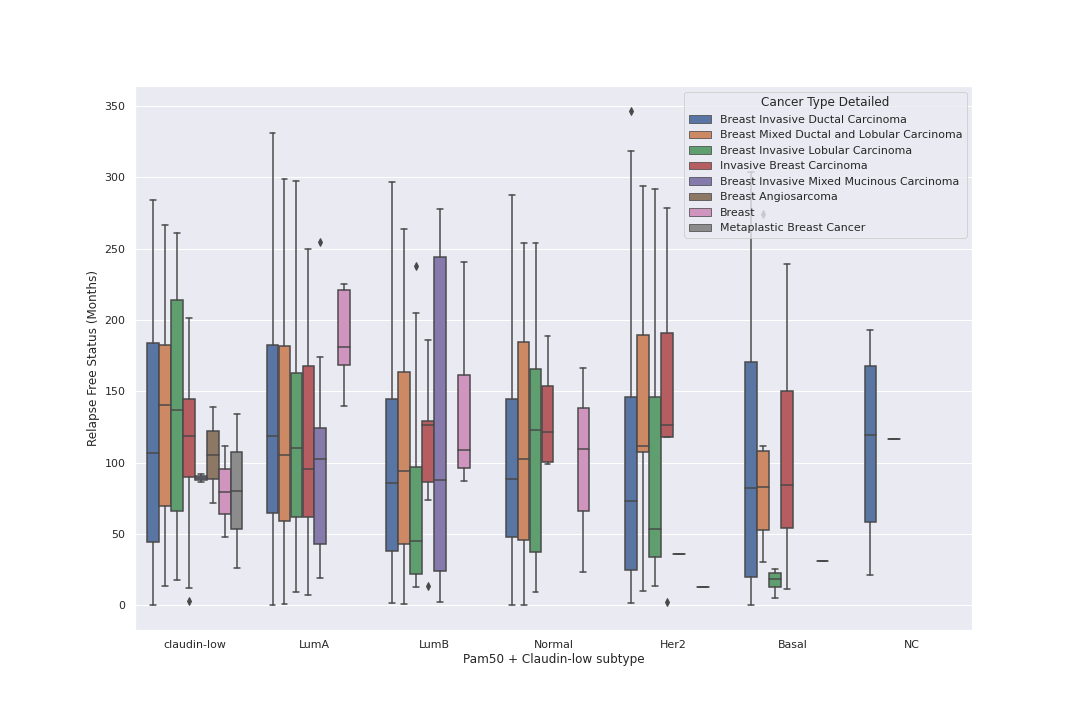 Cancer Type Detailed
Breast Invasive Ductal Carcinoma
Breast Mixed Ductal and Lobular Carcinoma
Breast Invasive Lobular Carcinoma
Invasive Breast Carcinoma
Breast Invasive Mixed Mucinous Carcinoma
Breast Angiosarcoma
Breast
Metaplastic Breast Cancer
350
300
250
200
150
100
50
0
Relapse Free Status (Months)
claudin-low LumA LumB Normal Her2 Basal NC
Pam50 + Claudin-low subtype